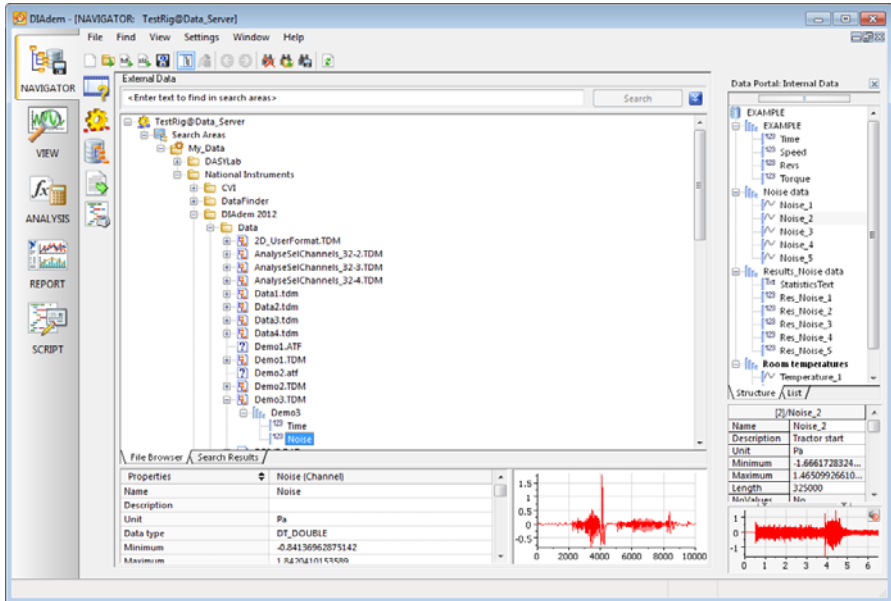 DIAdem - [NAVIGATOR: TestRig@Data_Server]
File Find View Settings Window Help
NAVIGATOR
VIEW
ANALYSIS
REPORT
SCRIPT
External Data
<Enter text to find in search areas>
Search
TestRig@Data_Server
Search Areas
My_Data
DASYLab
National Instruments
CVI
DataFinder
DIAdem 2012
Data
2D_UserFormat.TDM
AnalyseSelChannels_32-2.TDM
AnalyseSelChannels_32-3.TDM
AnalyseSelChannels_32-4.TDM
Data1.tdm
Data2.tdm
Data3.tdm
Data4.tdm
Demo1.ATF
Demo1.TDM
Demo2.atf
Demo2.TDM
Demo3.TDM
Demo3
Time
Noise
File Browser Search Results
Properties Noise (Channel)
Name Noise
Description
Unit Pa
Data type DT_DOUBLE
Minimum -0.84136962875142
Maximum 1.8420410153589
1.5
1
0.5
0
-0.5
0 2000 4000 6000 8000 10000
Data Portal: Internal Data
EXAMPLE
EXAMPLE
Time
Speed
Revs
Torque
Noise data
Noise_1
Noise_2
Noise_3
Noise_4
Noise_5
Results_Noise data
StatisticsText
Res_Noise_1
Res_Noise_2
Res_Noise_3
Res_Noise_4
Res_Noise_5
Room temperatures
Temperature_1
Structure List
[2]/Noise_2
Name Noise_2
Description Tractor start
Unit Pa
Minimum -1.6661728324...
Maximum 1.46509926610...
Length 325000
NoValues No
1
0
-1
0 1 2 3 4 5 6